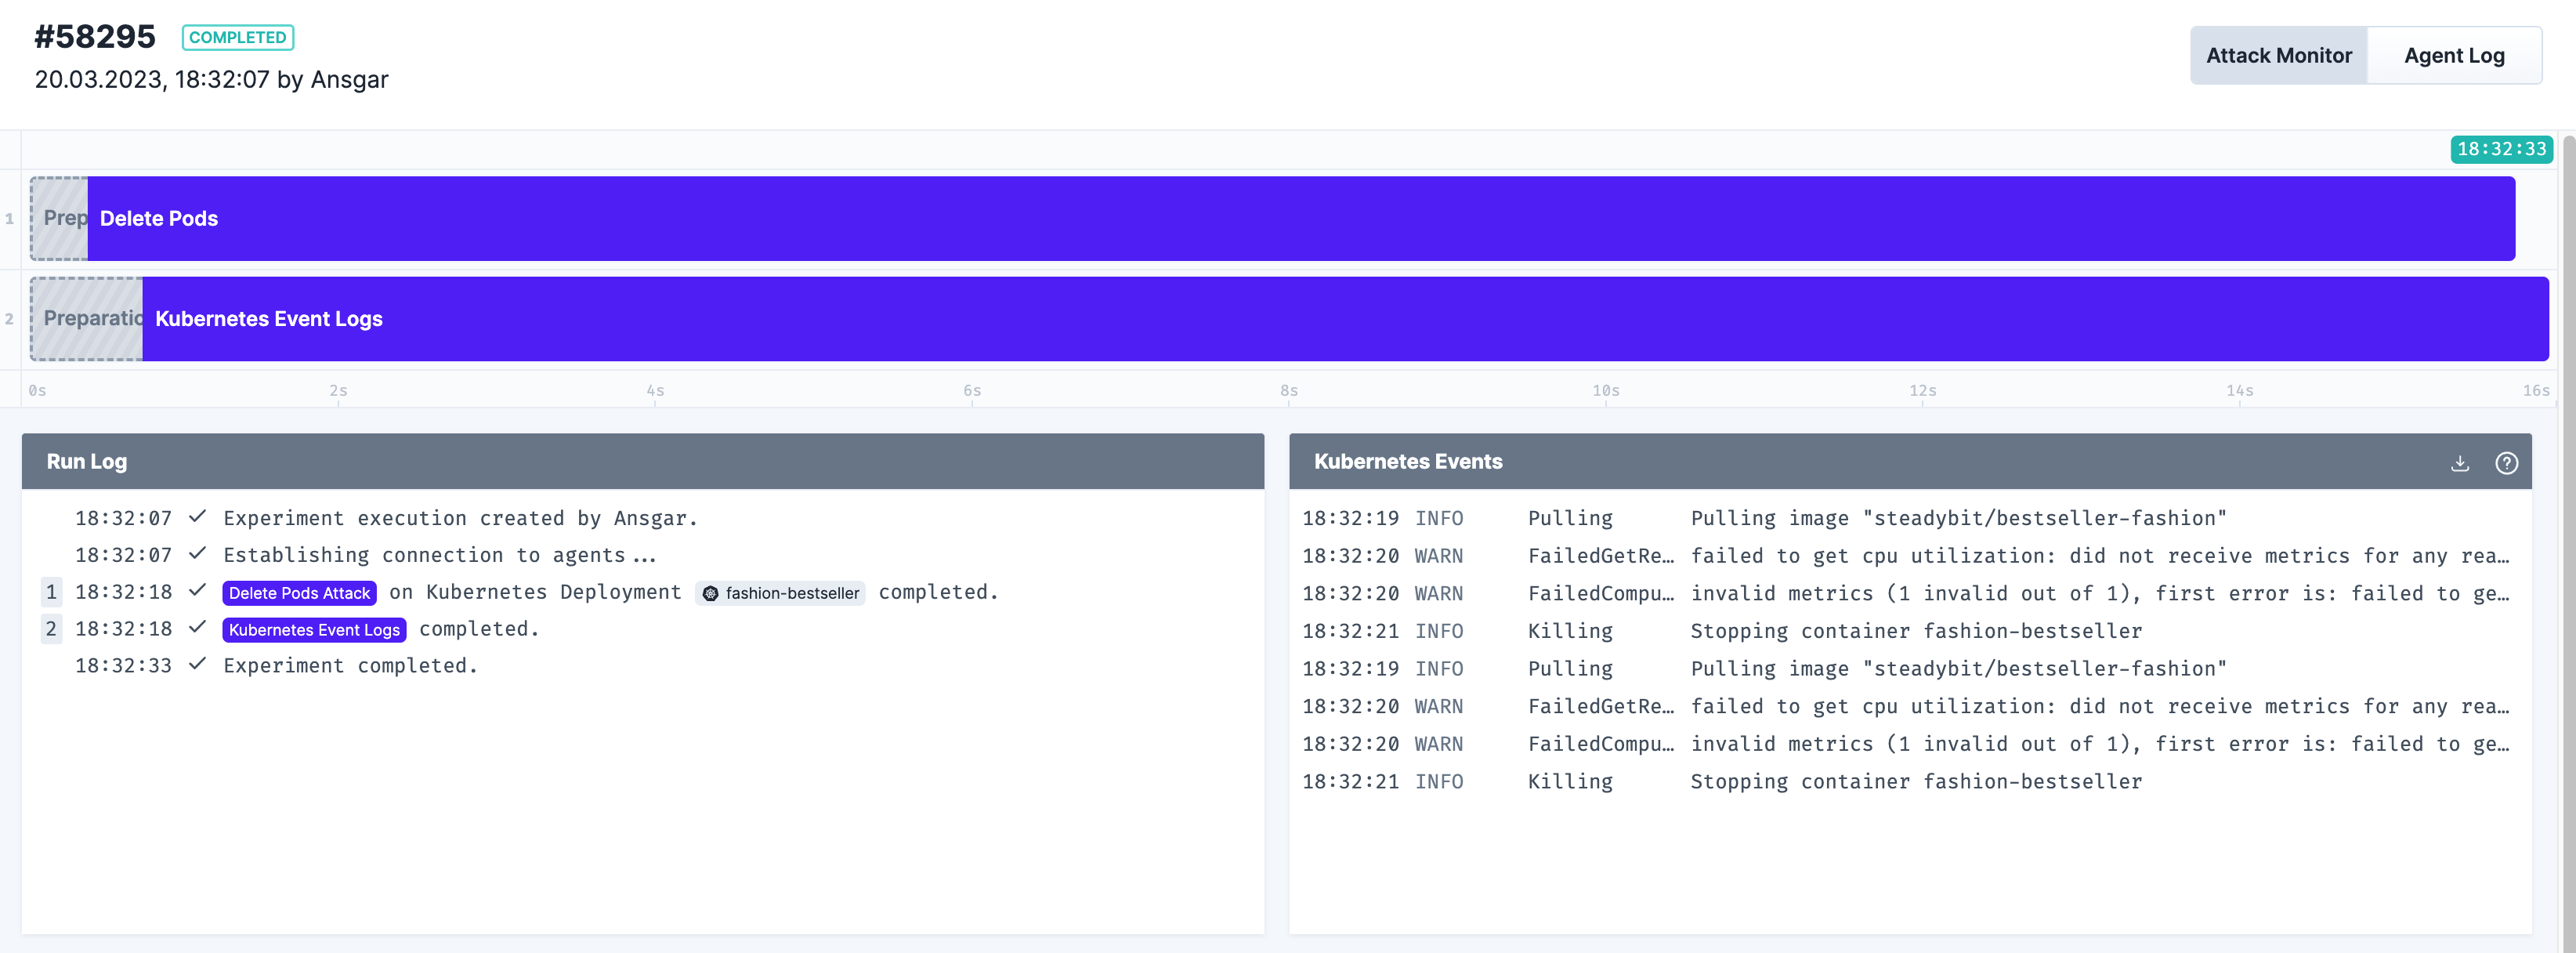 #58295 COMPLETED
20.03.2023, 18:32:07 by Ansgar
Attack Monitor Agent Log
18:32:33
1 Prep Delete Pods
2 Preparatio Kubernetes Event Logs
0s 2s 4s 6s 8s 10s 12s 14s 16s
Run Log
18:32:07 Experiment execution created by Ansgar.
18:32:07 Establishing connection to agents...
1 18:32:18 Delete Pods Attack on Kubernetes Deployment fashion-bestseller completed.
2 18:32:18 Kubernetes Event Logs completed.
18:32:33 Experiment completed.
Kubernetes Events
18:32:19 INFO Pulling Pulling image "steadybit/bestseller-fashion"
18:32:20 WARN FailedGetRe… failed to get cpu utilization: did not receive metrics for any rea…
18:32:20 WARN FailedCompu… invalid metrics (1 invalid out of 1), first error is: failed to ge…
18:32:21 INFO Killing Stopping container fashion-bestseller
18:32:19 INFO Pulling Pulling image "steadybit/bestseller-fashion"
18:32:20 WARN FailedGetRe… failed to get cpu utilization: did not receive metrics for any rea…
18:32:20 WARN FailedCompu… invalid metrics (1 invalid out of 1), first error is: failed to ge…
18:32:21 INFO Killing Stopping container fashion-bestseller